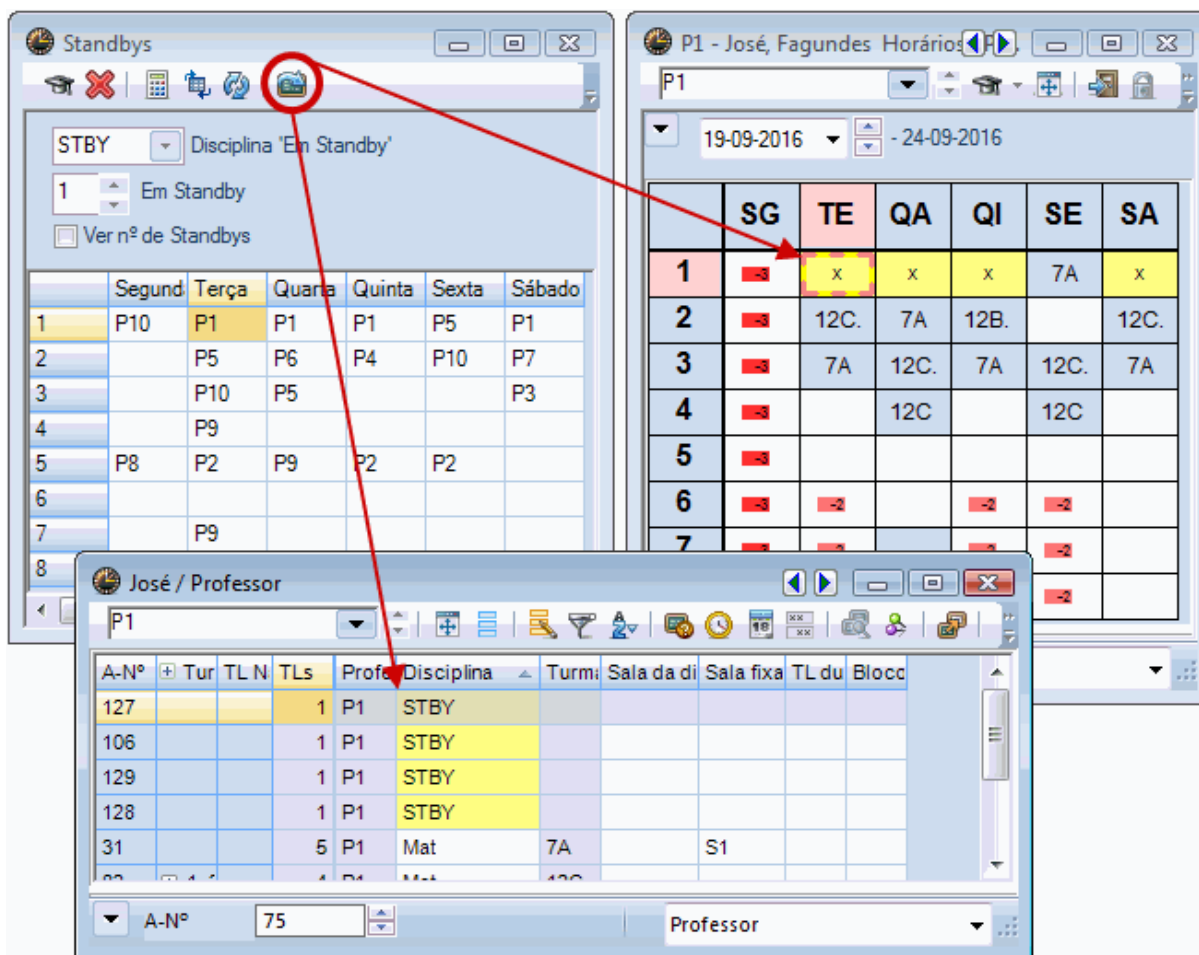 Standbys
STBY Disciplina 'Em Standby'
1 Em Standby
Ver nº de Standbys
Segund Terça Quarta Quinta Sexta Sábado
1 P10 P1 P1 P1 P5 P1
2 P5 P6 P4 P10 P7
3 P10 P5 P3
4 P9
5 P8 P2 P9 P2 P2
6
7 P9
8
P1 - José, Fagundes Horários
P1
19-09-2016 - 24-09-2016
SG TE QA QI SE SA
1 -3 x x x 7A x
2 -3 12C. 7A 12B. 12C.
3 -3 7A 12C. 7A 12C. 7A
4 -3 12C 12C
5 -3
6 -3 -2 -2 -2
7 -2
-2
José / Professor
P1
A-Nº Tur TL N TLs Profe Disciplina Turma Sala da di Sala fixa TL du Bloco
127 1 P1 STBY
106 1 P1 STBY
129 1 P1 STBY
128 1 P1 STBY
31 5 P1 Mat 7A S1
A-Nº 75 Professor